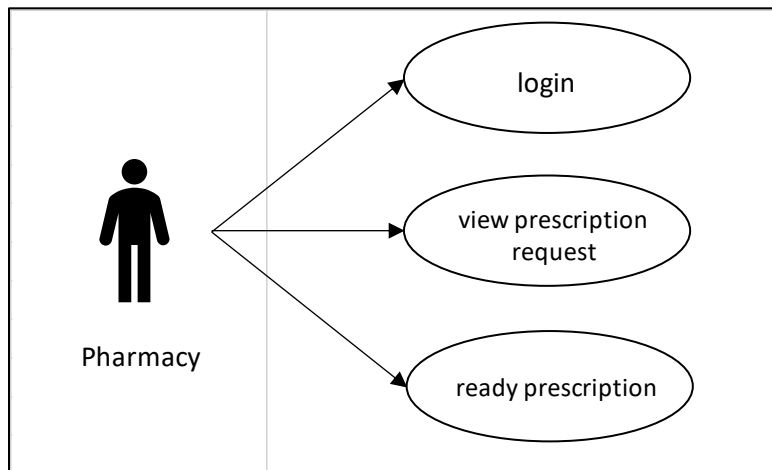 login
view prescription
request
Pharmacy
ready prescription